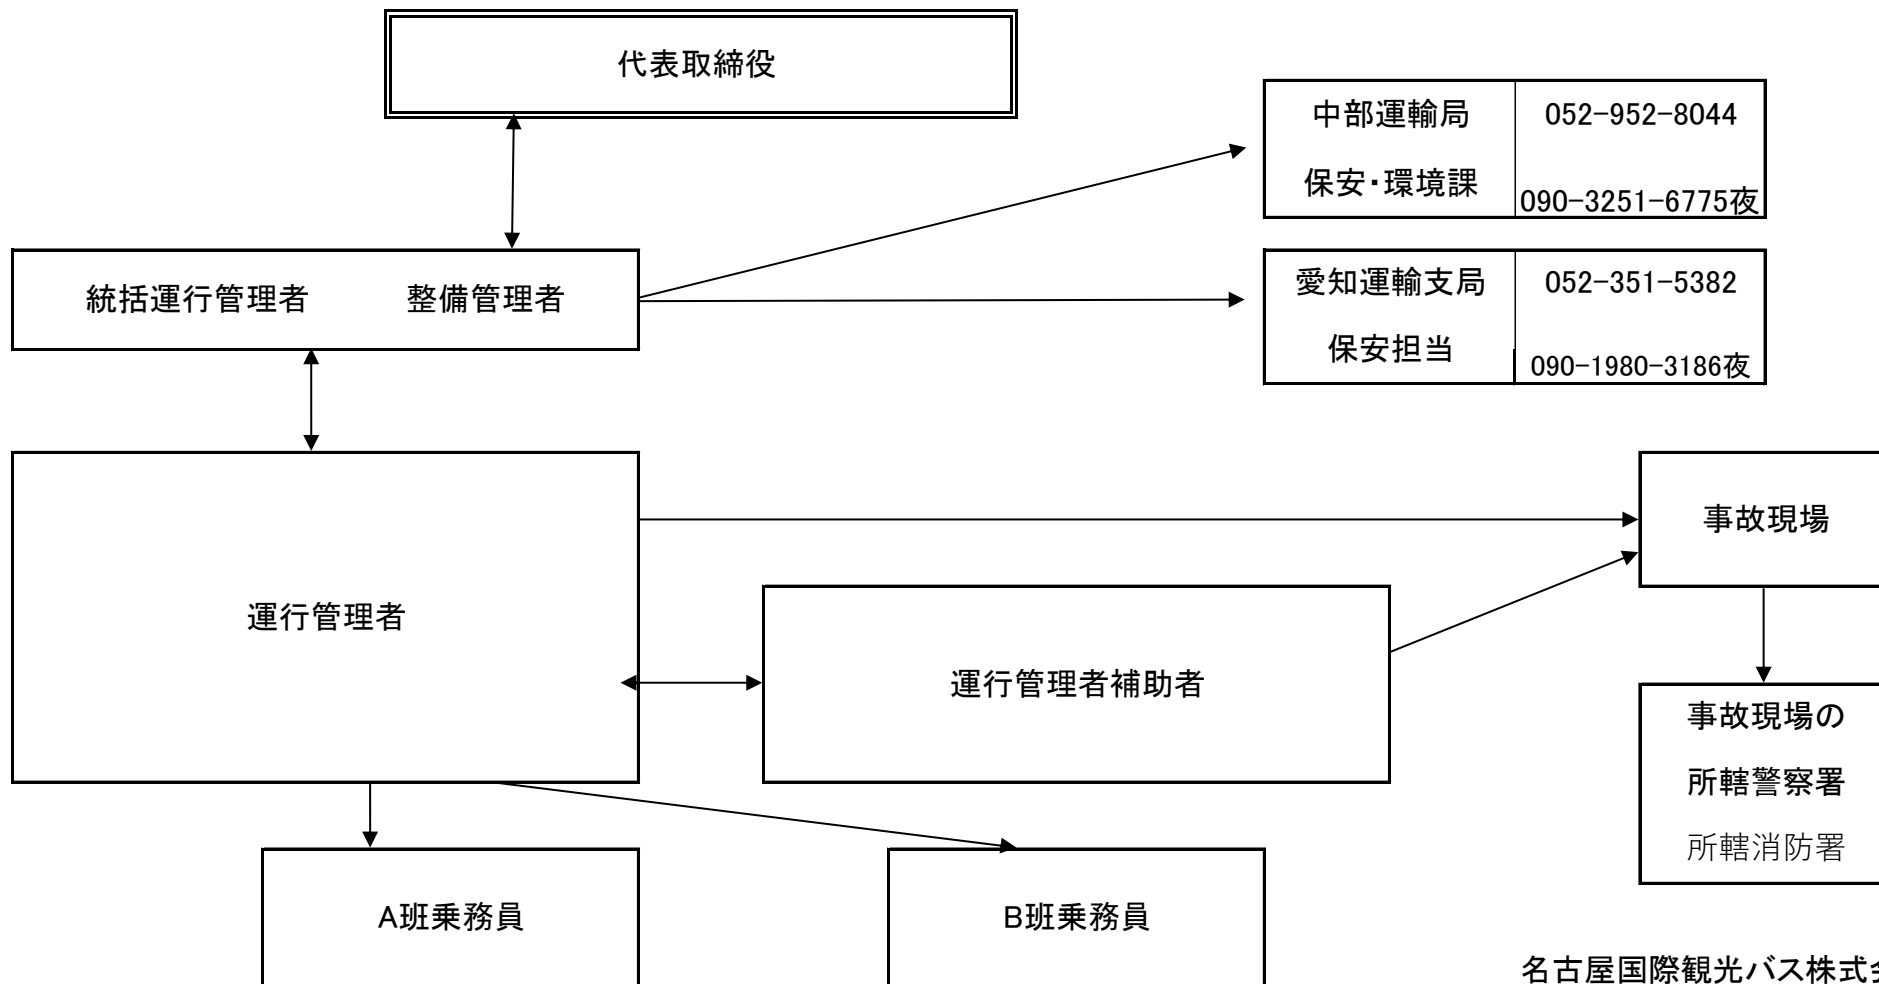 代表取締役
中部運輸局 052-952-8044
保安・環境課 090-3251-6775夜
統括運行管理者 整備管理者
愛知運輸支局 052-351-5382
保安担当 090-1980-3186夜
事故現場
運行管理者
運行管理者補助者
事故現場の
所轄警察署
所轄消防署
A班乗務員 B班乗務員
名古屋国際観光バス株式